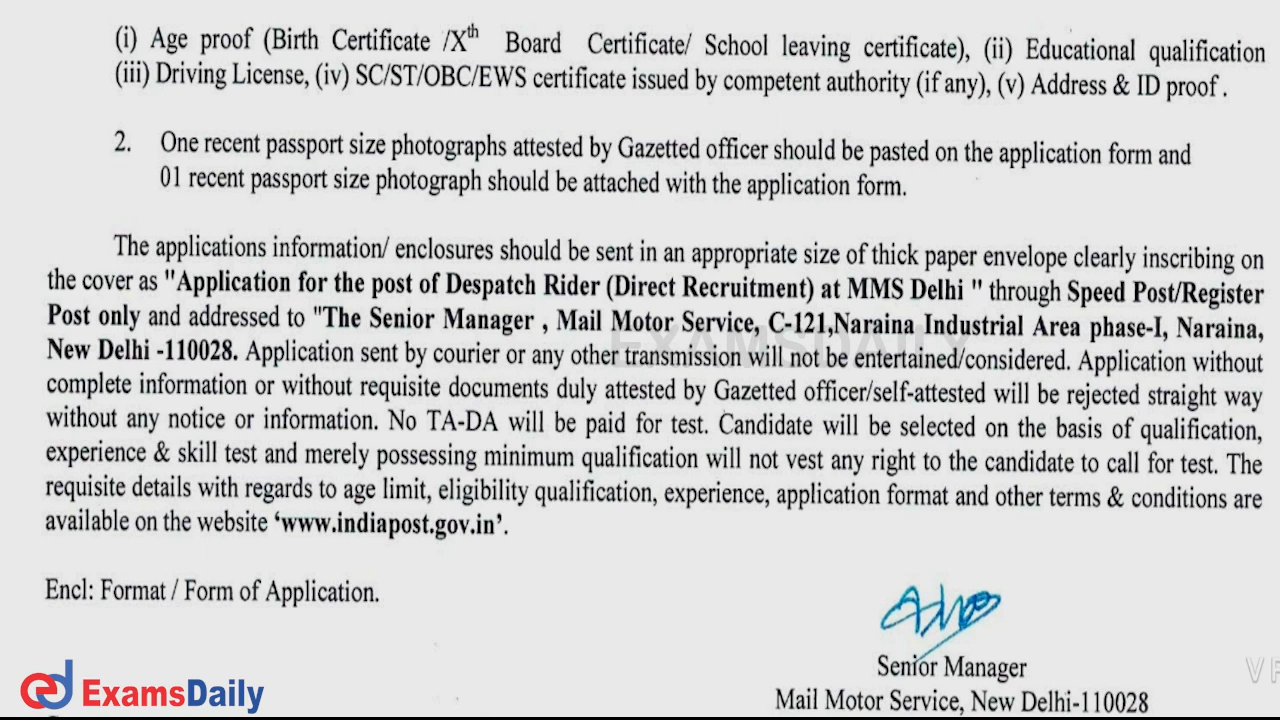 (i) Age proof (Birth Certificate /Xth Board Certificate/ School leaving certificate), (ii) Educational qualification
(iii) Driving License, (iv) SC/ST/OBC/EWS certificate issued by competent authority (if any), (v) Address & ID proof .
2. One recent passport size photographs attested by Gazetted officer should be pasted on the application form and
01 recent passport size photograph should be attached with the application form.
The applications information/ enclosures should be sent in an appropriate size of thick paper envelope clearly inscribing on
the cover as "Application for the post of Despatch Rider (Direct Recruitment) at MMS Delhi " through Speed Post/Register
Post only and addressed to "The Senior Manager , Mail Motor Service, C-121,Naraina Industrial Area phase-I, Naraina,
New Delhi -110028. Application sent by courier or any other transmission will not be entertained/considered. Application without
complete information or without requisite documents duly attested by Gazetted officer/self-attested will be rejected straight way
without any notice or information. No TA-DA will be paid for test. Candidate will be selected on the basis of qualification,
experience & skill test and merely possessing minimum qualification will not vest any right to the candidate to call for test. The
requisite details with regards to age limit, eligibility qualification, experience, application format and other terms & conditions are
available on the website ‘www.indiapost.gov.in’.
EXAMSDAILY
Encl: Format / Form of Application.
Senior Manager
Mail Motor Service, New Delhi-110028
ExamsDaily